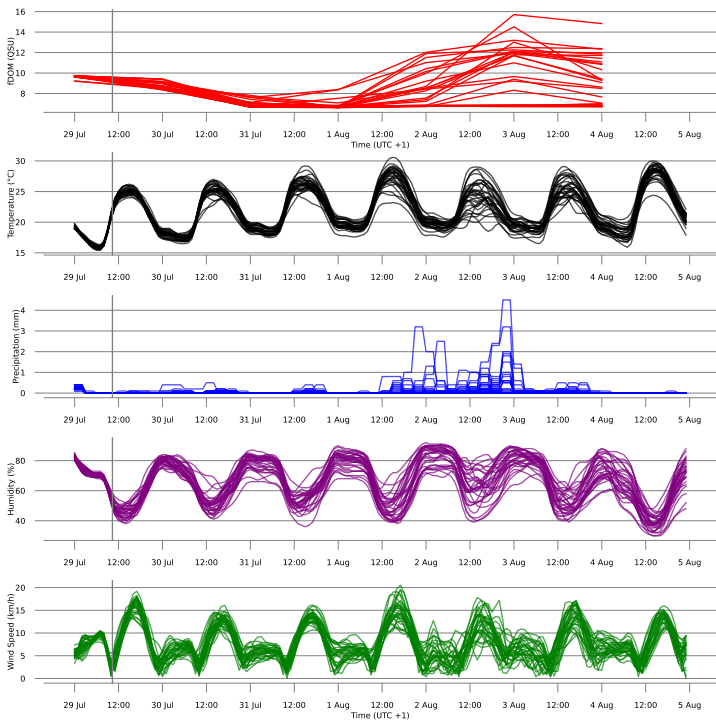 fDOM (QSU)
16
14
12
10
8
29 Jul 12:00 30 Jul 12:00 31 Jul 12:00 1 Aug 12:00 2 Aug 12:00 3 Aug 12:00 4 Aug 12:00 5 Aug
Time (UTC +1)
Temperature (°C)
30
25
20
15
29 Jul 12:00 30 Jul 12:00 31 Jul 12:00 1 Aug 12:00 2 Aug 12:00 3 Aug 12:00 4 Aug 12:00 5 Aug
Precipitation (mm)
4
3
2
1
0
29 Jul 12:00 30 Jul 12:00 31 Jul 12:00 1 Aug 12:00 2 Aug 12:00 3 Aug 12:00 4 Aug 12:00 5 Aug
Humidity (%)
80
60
40
29 Jul 12:00 30 Jul 12:00 31 Jul 12:00 1 Aug 12:00 2 Aug 12:00 3 Aug 12:00 4 Aug 12:00 5 Aug
Wind Speed (km/h)
20
15
10
5
0
29 Jul 12:00 30 Jul 12:00 31 Jul 12:00 1 Aug 12:00 2 Aug 12:00 3 Aug 12:00 4 Aug 12:00 5 Aug
Time (UTC +1)